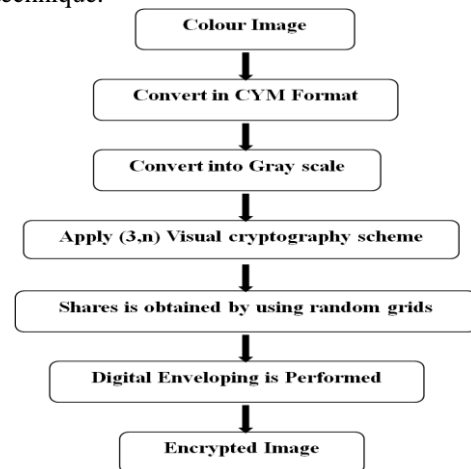 technique.
Colour Image
Convert in CYM Format
Convert into Gray scale
Apply (3,n) Visual cryptography scheme
Shares is obtained by using random grids
Digital Enveloping is Performed
Encrypted Image